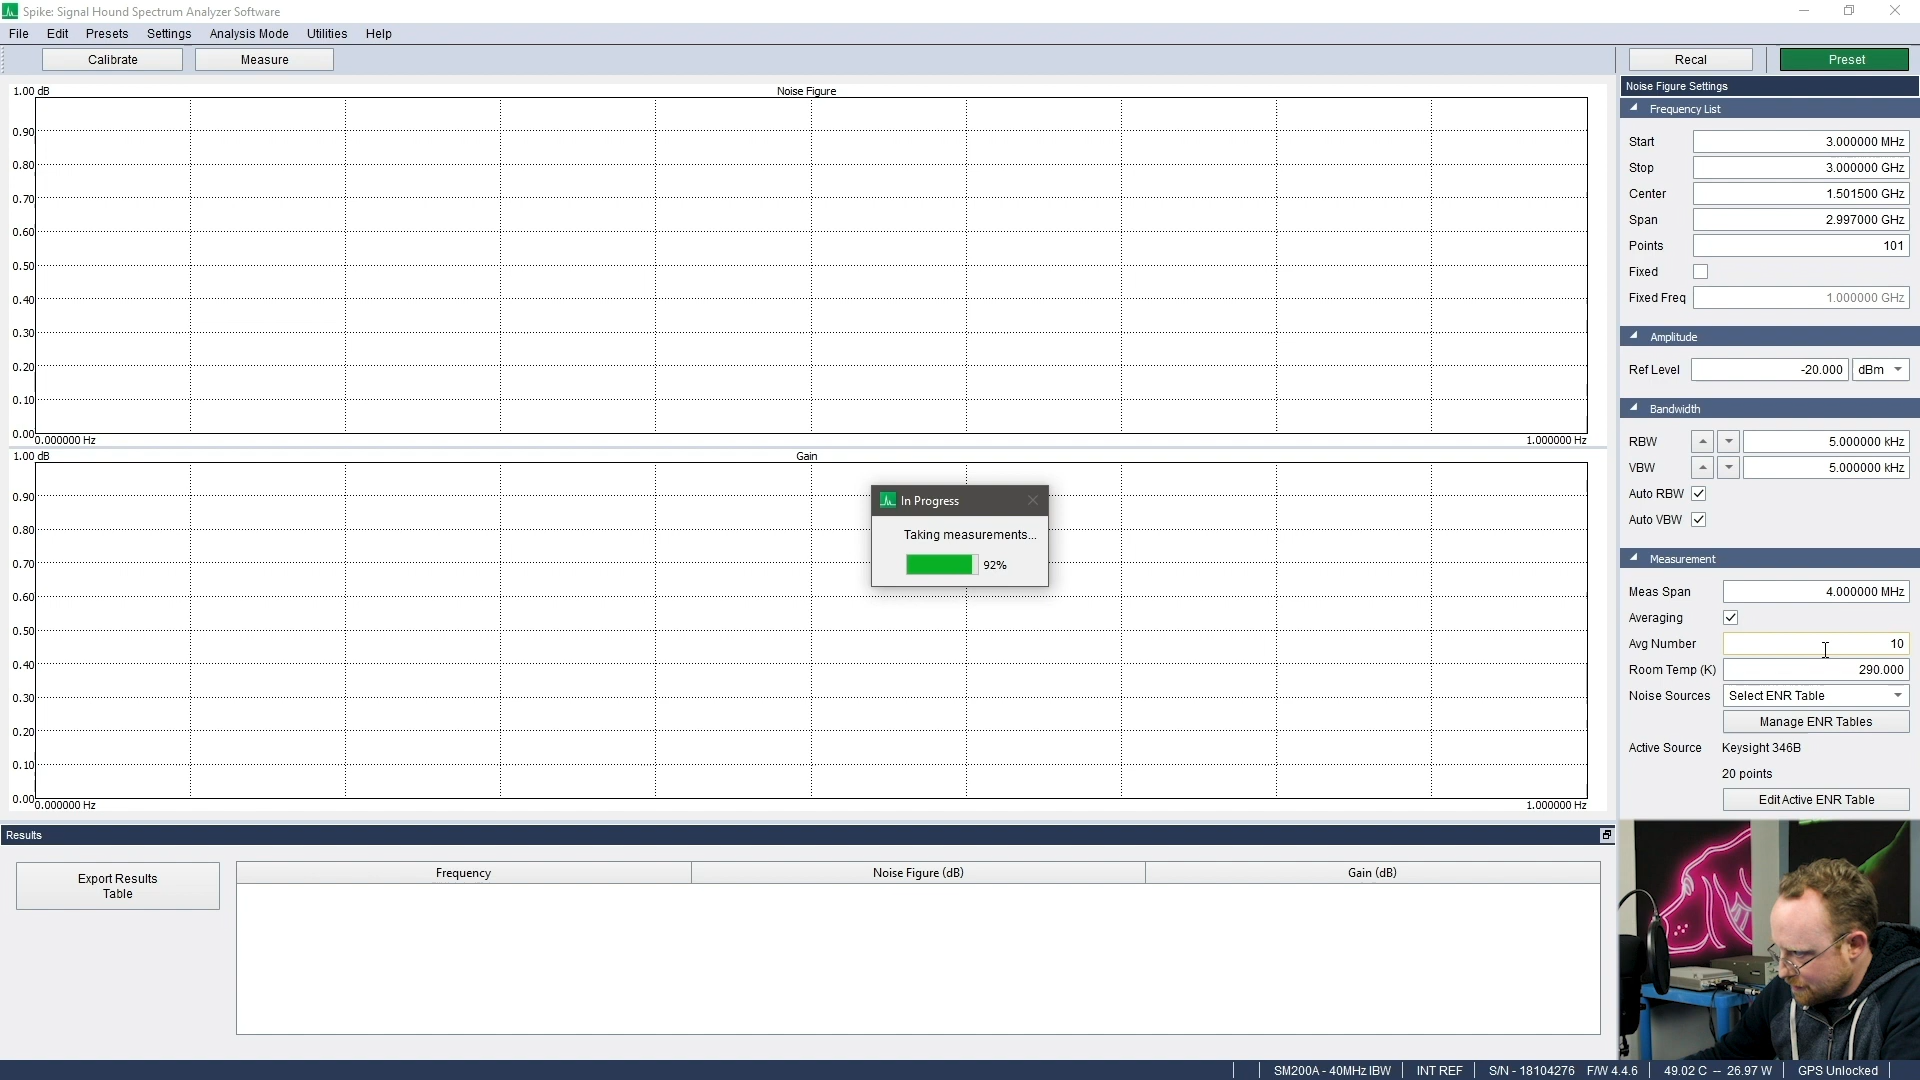 Spike: Signal Hound Spectrum Analyzer Software
File Edit Presets Settings Analysis Mode Utilities Help
Calibrate Measure Recal Preset
1.00 dB Noise Figure
0.90
0.80
0.70
0.60
0.50
0.40
0.30
0.20
0.10
0.00
0.000000 Hz 1.000000 Hz
1.00 dB Gain
0.90
0.80
0.70
0.60
0.50
0.40
0.30
0.20
0.10
0.00
0.000000 Hz 1.000000 Hz
In Progress
Taking measurements...
92%
Noise Figure Settings
Frequency List
Start 3.000000 MHz
Stop 3.000000 GHz
Center 1.501500 GHz
Span 2.997000 GHz
Points 101
Fixed
Fixed Freq 1.000000 GHz
Amplitude
Ref Level -20.000 dBm
Bandwidth
RBW 5.000000 kHz
VBW 5.000000 kHz
Auto RBW
Auto VBW
Measurement
Meas Span 4.000000 MHz
Averaging
Avg Number 10
Room Temp (K) 290.000
Noise Sources Select ENR Table
Manage ENR Tables
Active Source Keysight 346B
20 points
Edit Active ENR Table
Results
Export Results
Table
Frequency Noise Figure (dB) Gain (dB)
SM200A - 40MHz IBW INT REF S/N - 18104276 F/W 4.4.6 49.02 C -- 26.97 W GPS Unlocked